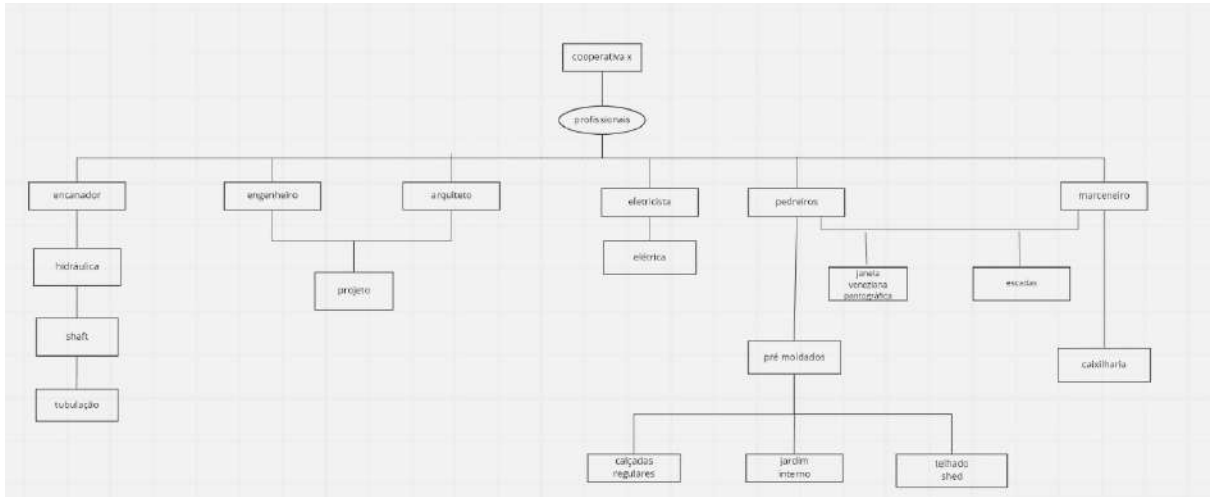 cooperativa x
profissionais
encanador
engenheiro
arquiteto
eletricista
pedreiros
marceneiro
hidráulica
projeto
elétrica
janela
veneziana
pantográfica
escadas
shaft
pré moldados
caixilharia
tubulação
calçadas
regulares
jardim
interno
telhado
shed